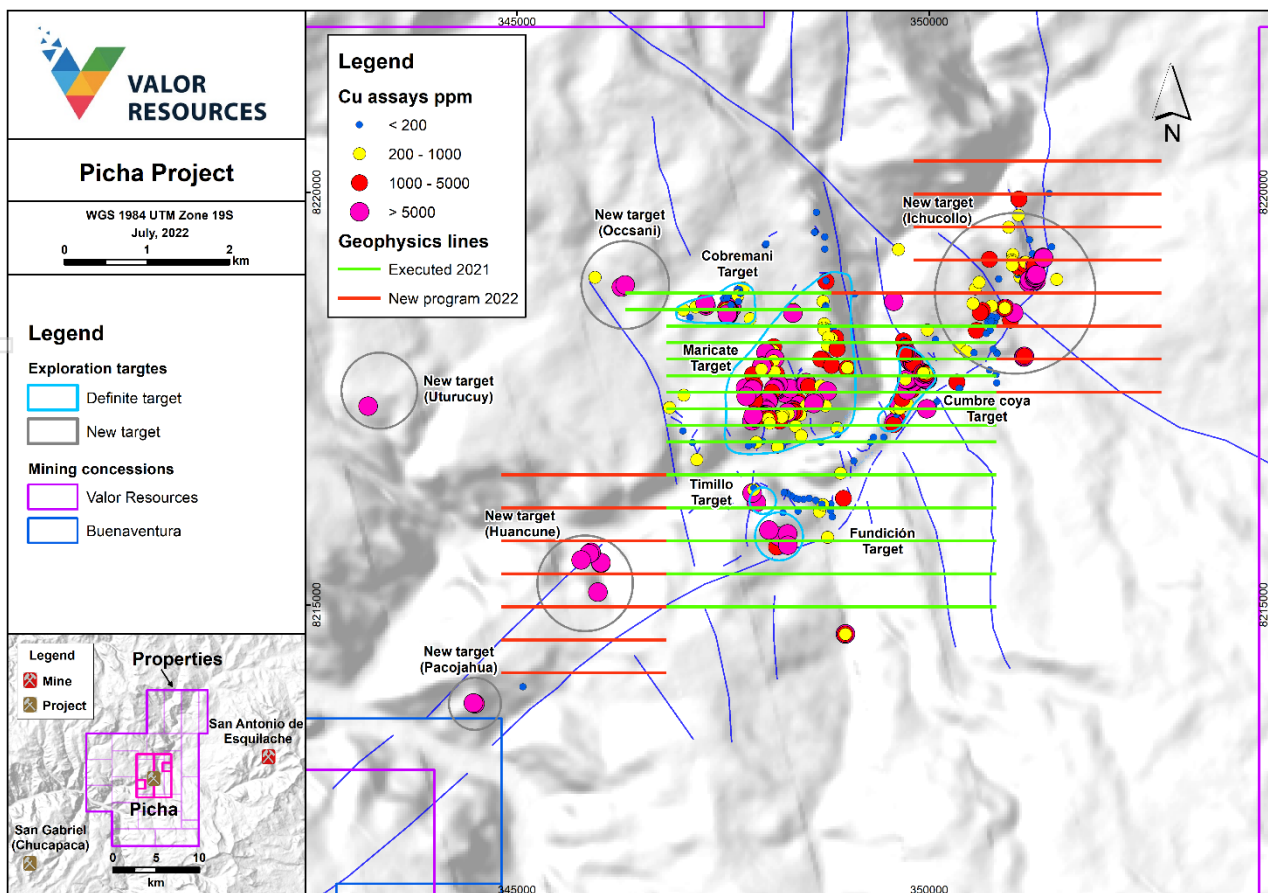 VALOR
RESOURCES
Picha Project
WGS 1984 UTM Zone 19S
July, 2022
0 1 2
km
Legend
Exploration targtes
Definite target
New target
Mining concessions
Valor Resources
Buenaventura
Legend
Mine
Project
Properties
San Antonio de
Esquilache
Picha
San Gabriel
(Chucapaca)
0 5 10
km
Legend
Cu assays ppm
< 200
200 - 1000
1000 - 5000
> 5000
Geophysics lines
Executed 2021
New program 2022
345000
350000
N
8220000
8220000
New target
(Occsani)
New target
(Ichucollo)
Cobremani
Target
Maricate
Target
New target
(Uturucuy)
Cumbre coya
Target
Timillo
Target
New target
(Huancune)
Fundición
Target
8215000
8215000
New target
(Pacojahua)
345000
350000